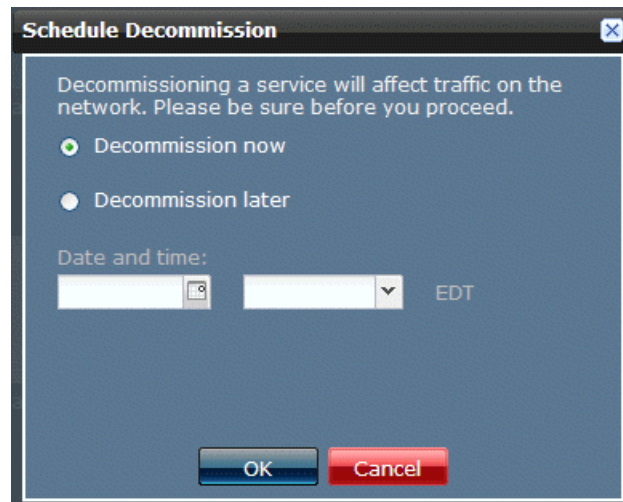 Schedule Decommission
Decommissioning a service will affect traffic on the
network. Please be sure before you proceed.
Decommission now
Decommission later
Date and time:
EDT
OK
Cancel